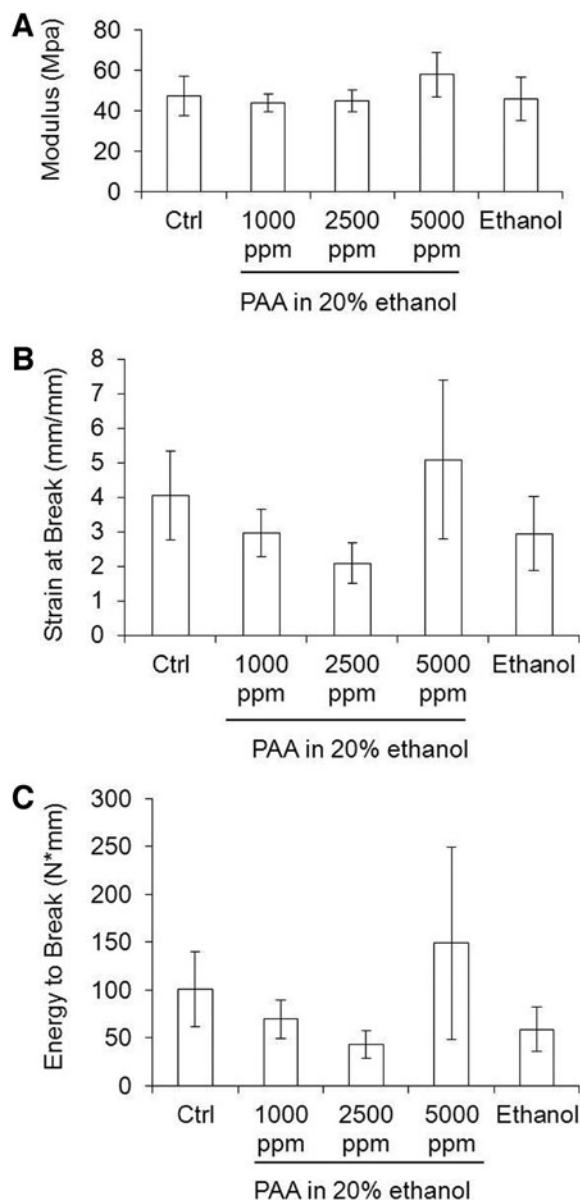 A
Modulus (Mpa)
80
60
40
20
0
Ctrl
1000 ppm
2500 ppm
5000 ppm
Ethanol
PAA in 20% ethanol
B
Strain at Break (mm/mm)
8
7
6
5
4
3
2
1
0
Ctrl
1000 ppm
2500 ppm
5000 ppm
Ethanol
PAA in 20% ethanol
C
Energy to Break (N*mm)
300
250
200
150
100
50
0
Ctrl
1000 ppm
2500 ppm
5000 ppm
Ethanol
PAA in 20% ethanol